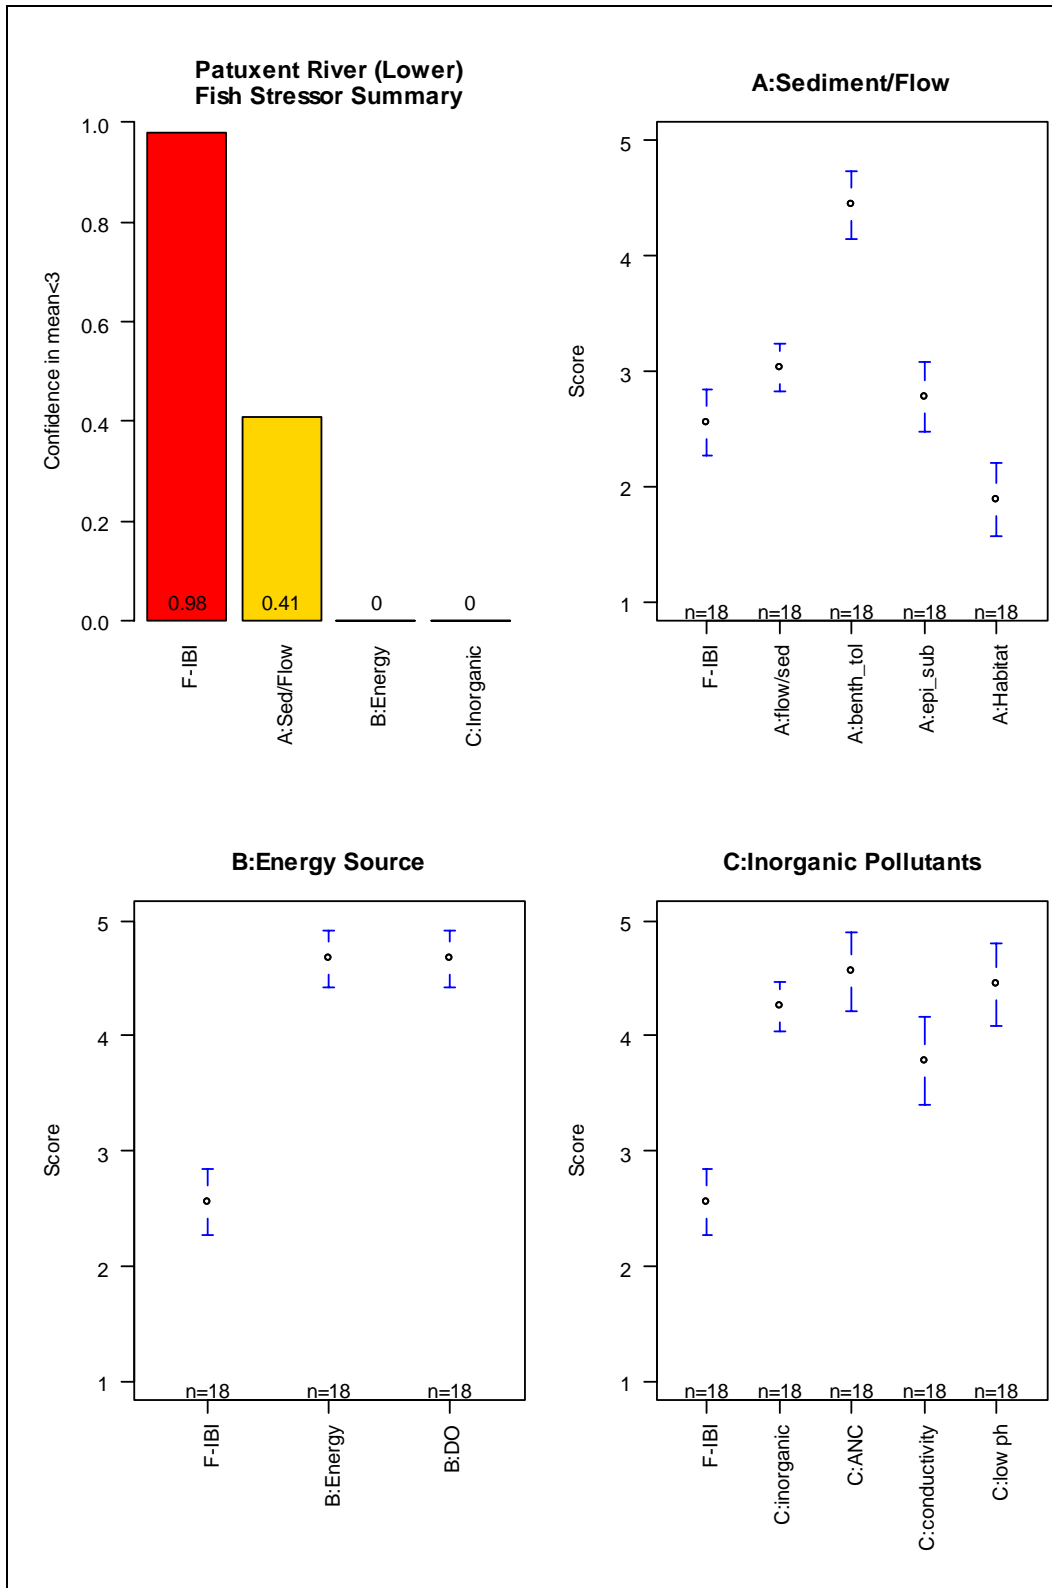 Patuxent River (Lower)
Fish Stressor Summary
Confidence in mean<3
1.0
0.8
0.6
0.4
0.2
0.0
0.98
0.41
0
0
F-IBI
A:Sed/Flow
B:Energy
C:Inorganic
A:Sediment/Flow
Score
5
4
3
2
1
n=18
n=18
n=18
n=18
n=18
F-IBI
A:flow/sed
A:benth_tol
A:epi_sub
A:Habitat
B:Energy Source
Score
5
4
3
2
1
n=18
n=18
n=18
F-IBI
B:Energy
B:DO
C:Inorganic Pollutants
Score
5
4
3
2
1
n=18
n=18
n=18
n=18
n=18
F-IBI
C:inorganic
C:ANC
C:conductivity
C:low ph